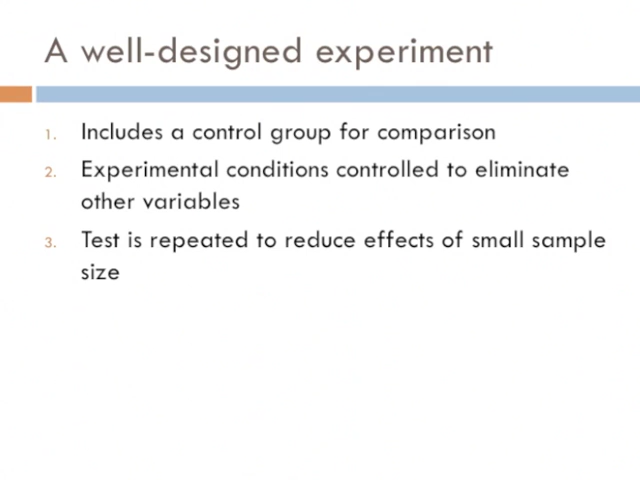 A well-designed experiment
1. Includes a control group for comparison
2. Experimental conditions controlled to eliminate
other variables
3. Test is repeated to reduce effects of small sample
size